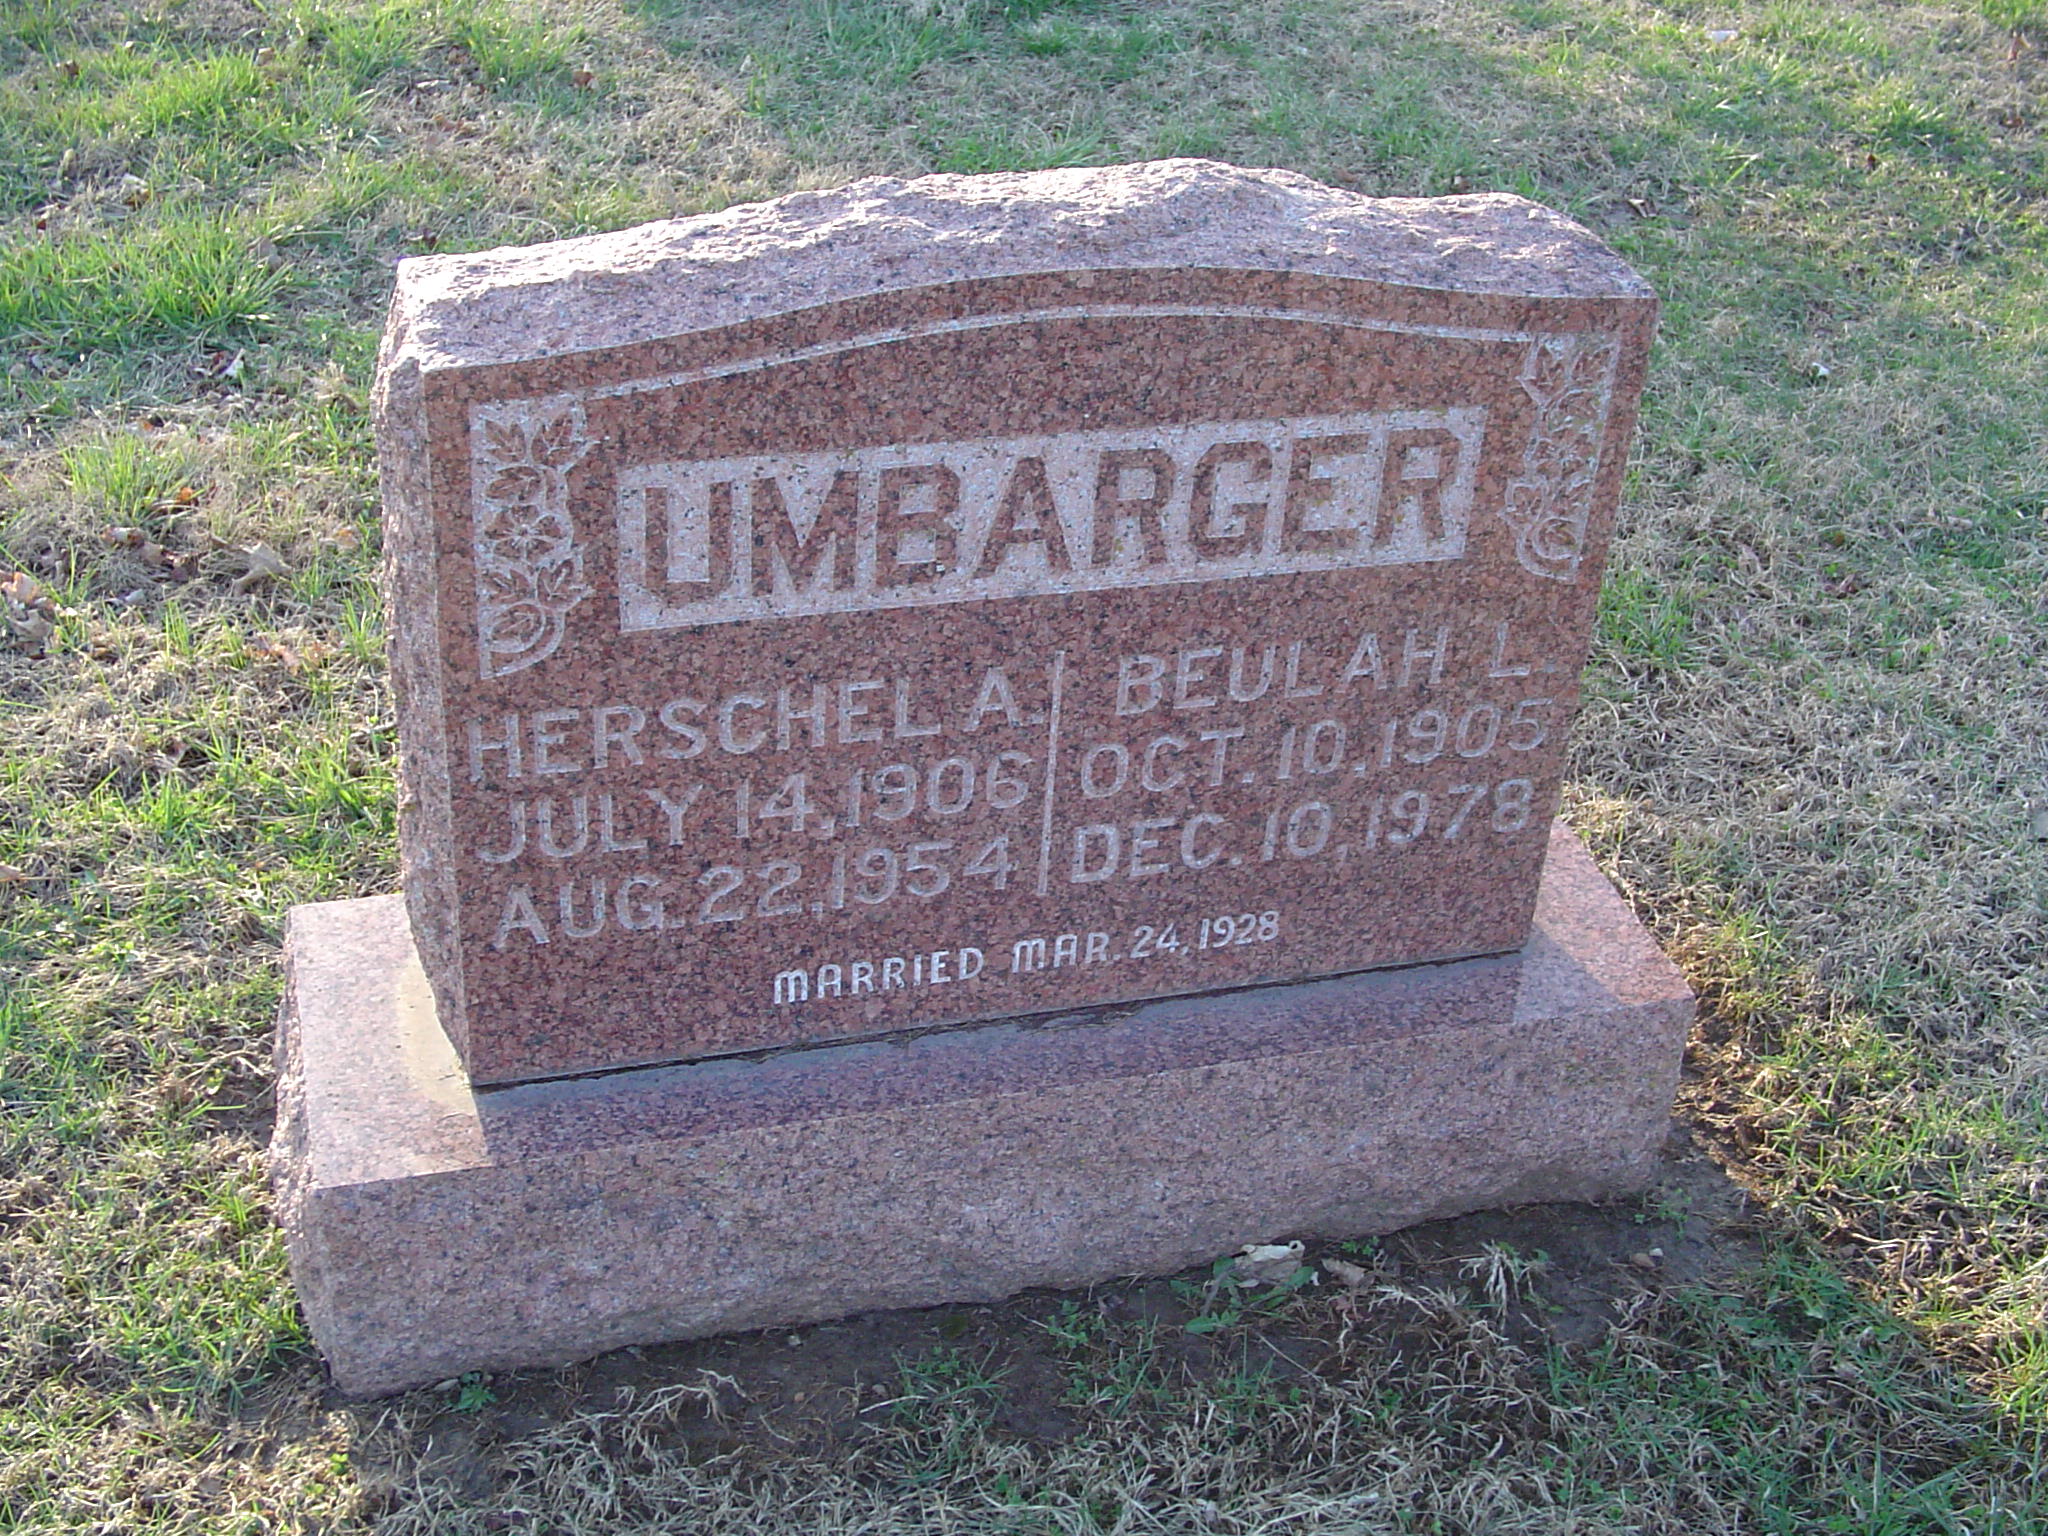 UMBARGER
HERSCHEL A.
JULY 14, 1906
AUG. 22, 1954
BEULAH L.
OCT. 10, 1905
DEC. 10, 1978
MARRIED MAR. 24, 1928